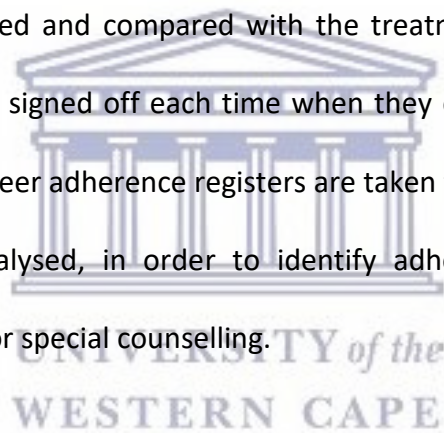 ed and compared with the treatm
signed off each time when they
eer adherence registers are taken
alysed, in order to identify adh
or special counselling.
UNIVERSITY of the
WESTERN CAPE